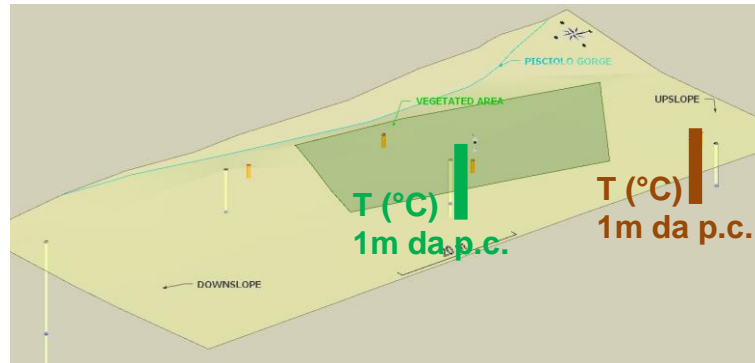 PISCIOLO GORGE
VEGETATED AREA
UPSLOPE
T (°C)
1m da p.c.
T (°C)
1m da p.c.
DOWNSLOPE